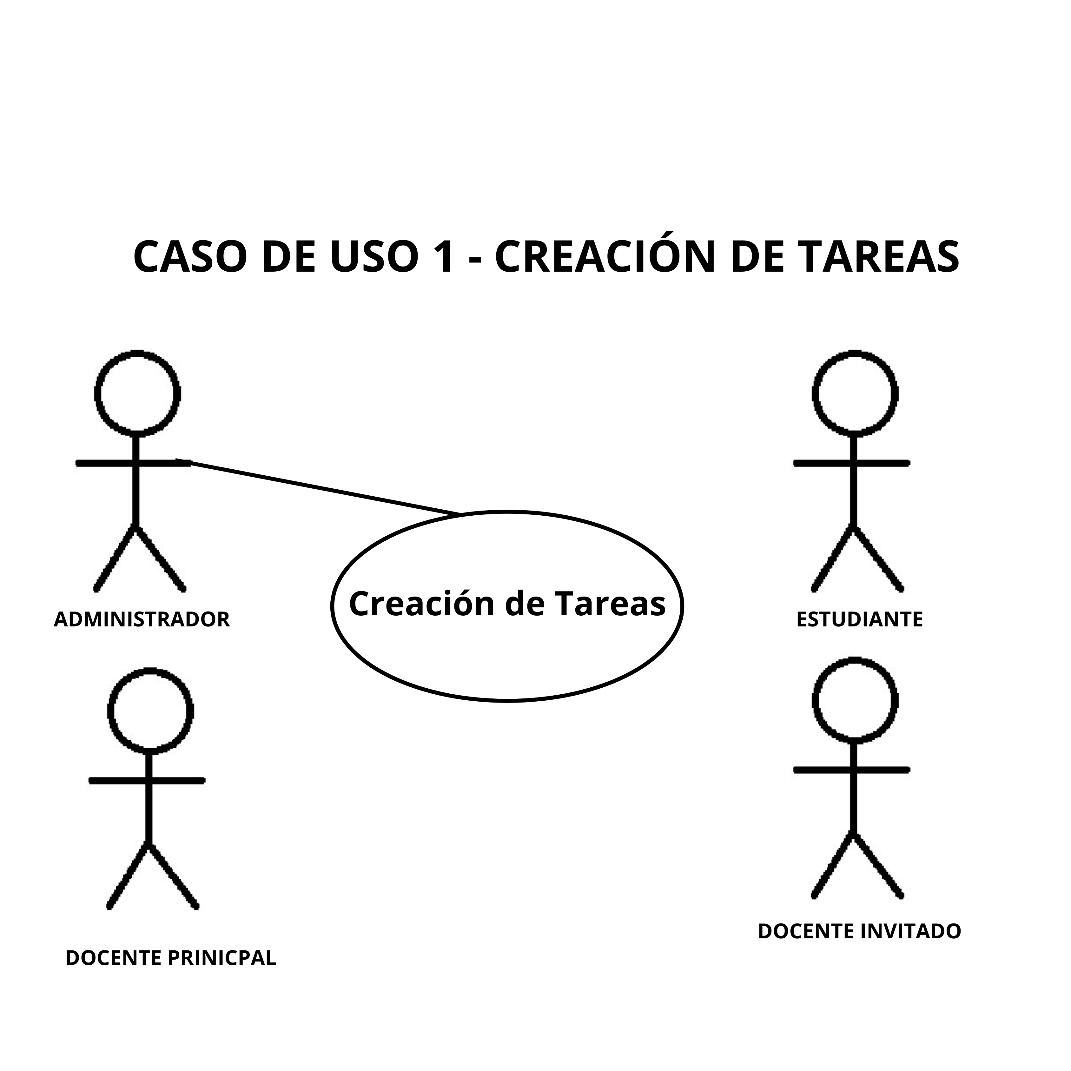 CASO DE USO 1 - CREACIÓN DE TAREAS
Creación de Tareas
ADMINISTRADOR
ESTUDIANTE
DOCENTE PRINICPAL
DOCENTE INVITADO